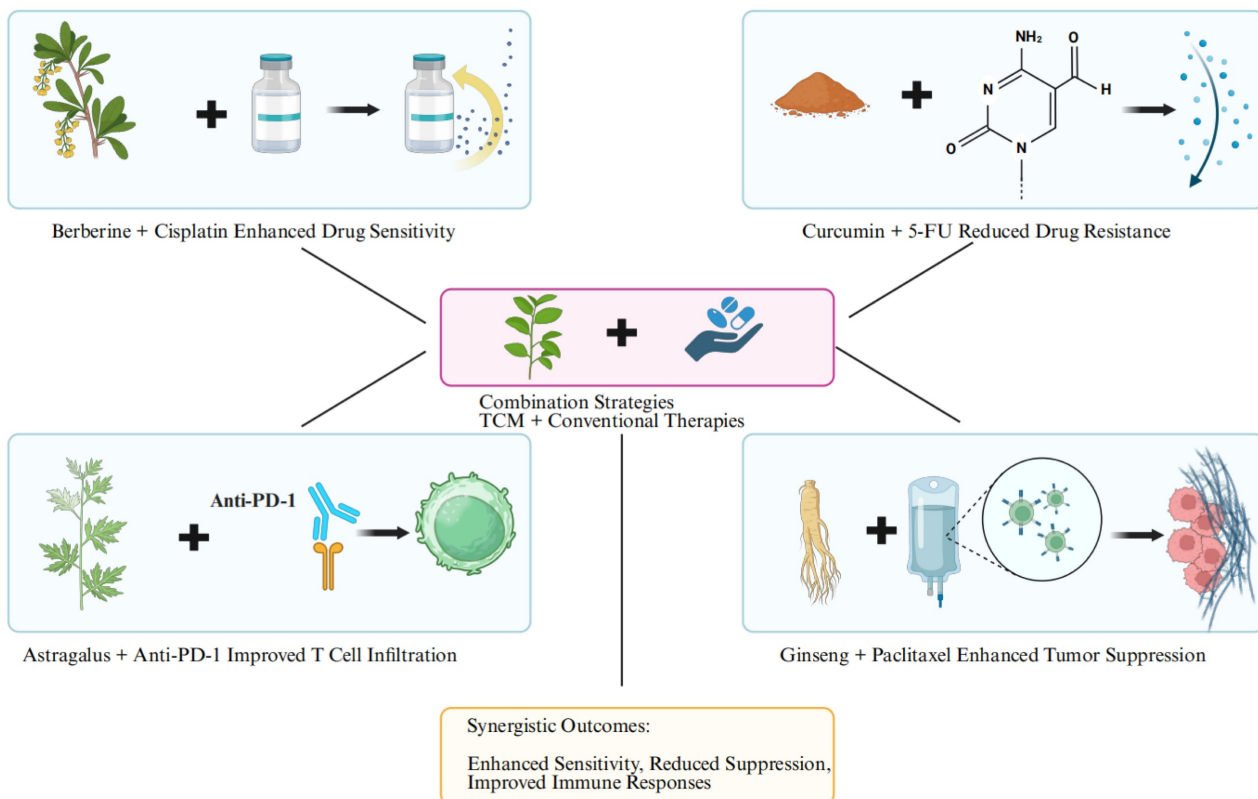 NH₂
O
N
H
O
N
Berberine + Cisplatin Enhanced Drug Sensitivity
Curcumin + 5-FU Reduced Drug Resistance
Combination Strategies
TCM + Conventional Therapies
Anti-PD-1
Astragalus + Anti-PD-1 Improved T Cell Infiltration
Ginseng + Paclitaxel Enhanced Tumor Suppression
Synergistic Outcomes:
Enhanced Sensitivity, Reduced Suppression,
Improved Immune Responses